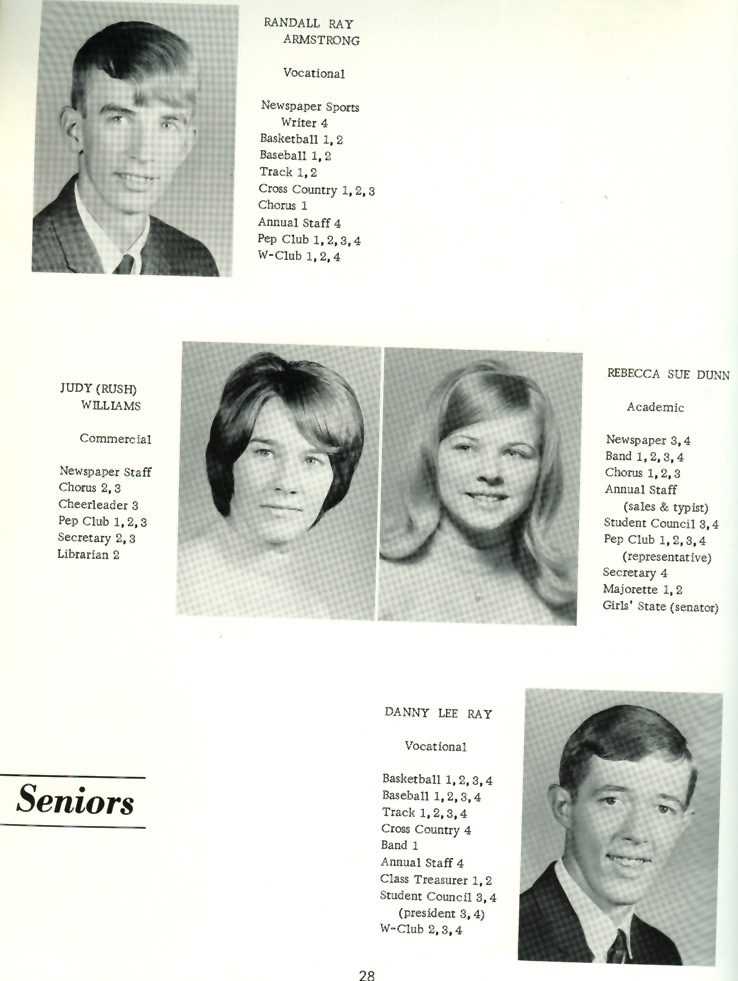 RANDALL RAY
ARMSTRONG
Vocational
Newspaper Sports
Writer 4
Basketball 1, 2
Baseball 1, 2
Track 1, 2
Cross Country 1, 2, 3
Chorus 1
Annual Staff 4
Pep Club 1, 2, 3, 4
W-Club 1, 2, 4
JUDY (RUSH)
WILLIAMS
Commercial
Newspaper Staff
Chorus 2, 3
Cheerleader 3
Pep Club 1, 2, 3
Secretary 2, 3
Librarian 2
REBECCA SUE DUNN
Academic
Newspaper 3, 4
Band 1, 2, 3, 4
Chorus 1, 2, 3
Annual Staff
(sales & typist)
Student Council 3, 4
Pep Club 1, 2, 3, 4
(representative)
Secretary 4
Majorette 1, 2
Girls' State (senator)
DANNY LEE RAY
Vocational
Basketball 1, 2, 3, 4
Baseball 1, 2, 3, 4
Track 1, 2, 3, 4
Cross Country 4
Band 1
Annual Staff 4
Class Treasurer 1, 2
Student Council 3, 4
(president 3, 4)
W-Club 2, 3, 4
Seniors
28